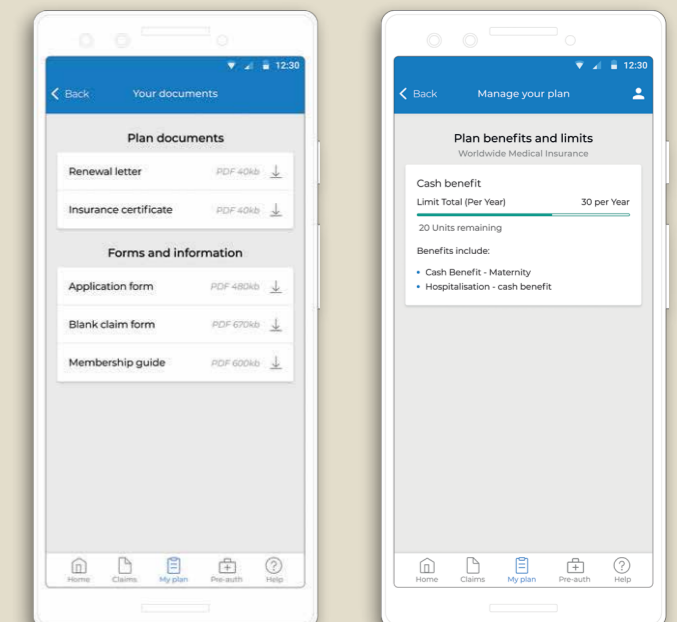 12:30
Back Your documents
Plan documents
Renewal letter PDF 40kb
Insurance certificate PDF 40kb
Forms and information
Application form PDF 480kb
Blank claim form PDF 670kb
Membership guide PDF 600kb
Home Claims My plan Pre-auth Help
12:30
Back Manage your plan
Plan benefits and limits
Worldwide Medical Insurance
Cash benefit
Limit Total (Per Year) 30 per Year
20 Units remaining
Benefits include:
• Cash Benefit - Maternity
• Hospitalisation - cash benefit
Home Claims My plan Pre-auth Help